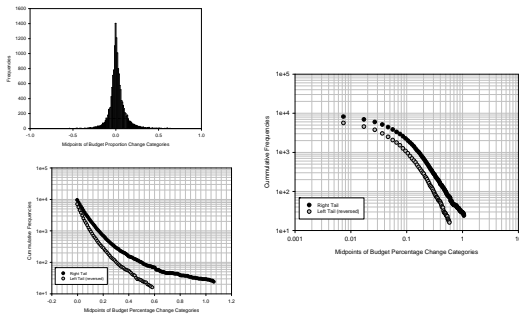 1600
1400
1200
1000
800
600
400
200
0
Frequencies
-1.0 -0.5 0.0 0.5 1.0
Midpoints of Budget Proportion Change Categories
1e+5
1e+4
1e+3
1e+2
1e+1
Cummulative Frequencies
Right Tail
Left Tail (reversed)
-0.2 0.0 0.2 0.4 0.6 0.8 1.0 1.2
Midpoints of Budget Percentage Change Categories
1e+5
1e+4
1e+3
1e+2
1e+1
Cummulative Frequencies
Right Tail
Left Tail (reversed)
0.001 0.01 0.1 1 10
Midpoints of Budget Percentage Change Categories